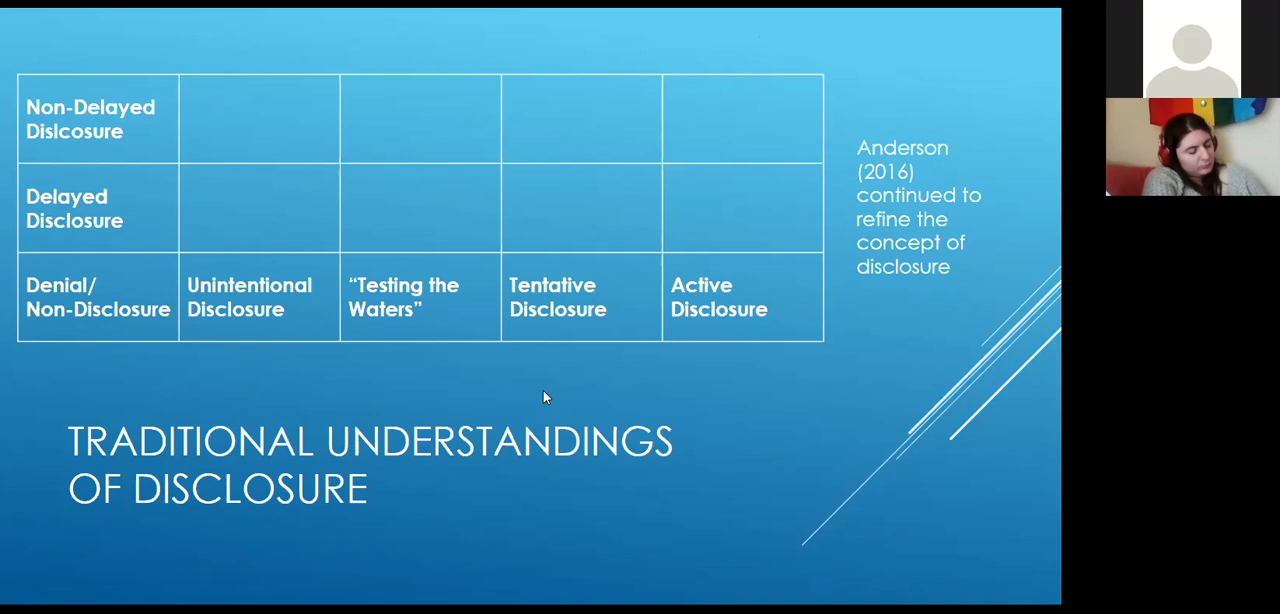 Non-Delayed
Dislcosure
Delayed
Disclosure
Denial/
Non-Disclosure
Unintentional
Disclosure
“Testing the
Waters”
Tentative
Disclosure
Active
Disclosure
Anderson
(2016)
continued to
refine the
concept of
disclosure
TRADITIONAL UNDERSTANDINGS
OF DISCLOSURE